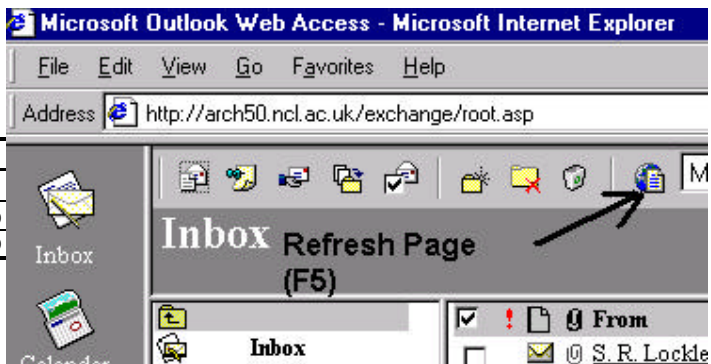 Microsoft Outlook Web Access - Microsoft Internet Explorer
File Edit View Go Favorites Help
Address http://arch50.ncl.ac.uk/exchange/root.asp
M
Inbox
Refresh Page
(F5)
Inbox
From
Inbox
S. R. Lockle
Calendar